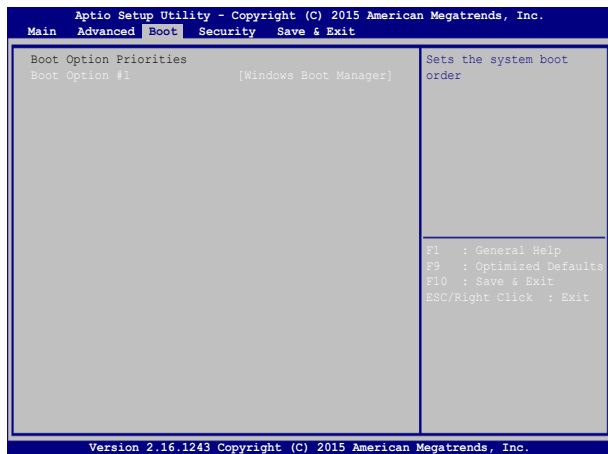 Aptio Setup Utility - Copyright (C) 2015 American Megatrends, Inc.
Main Advanced Boot Security Save & Exit
Boot Option Priorities
Boot Option #1 [Windows Boot Manager]
Sets the system boot
order
F1 : General Help
F9 : Optimized Defaults
F10 : Save & Exit
ESC/Right Click : Exit
Version 2.16.1243 Copyright (C) 2015 American Megatrends, Inc.